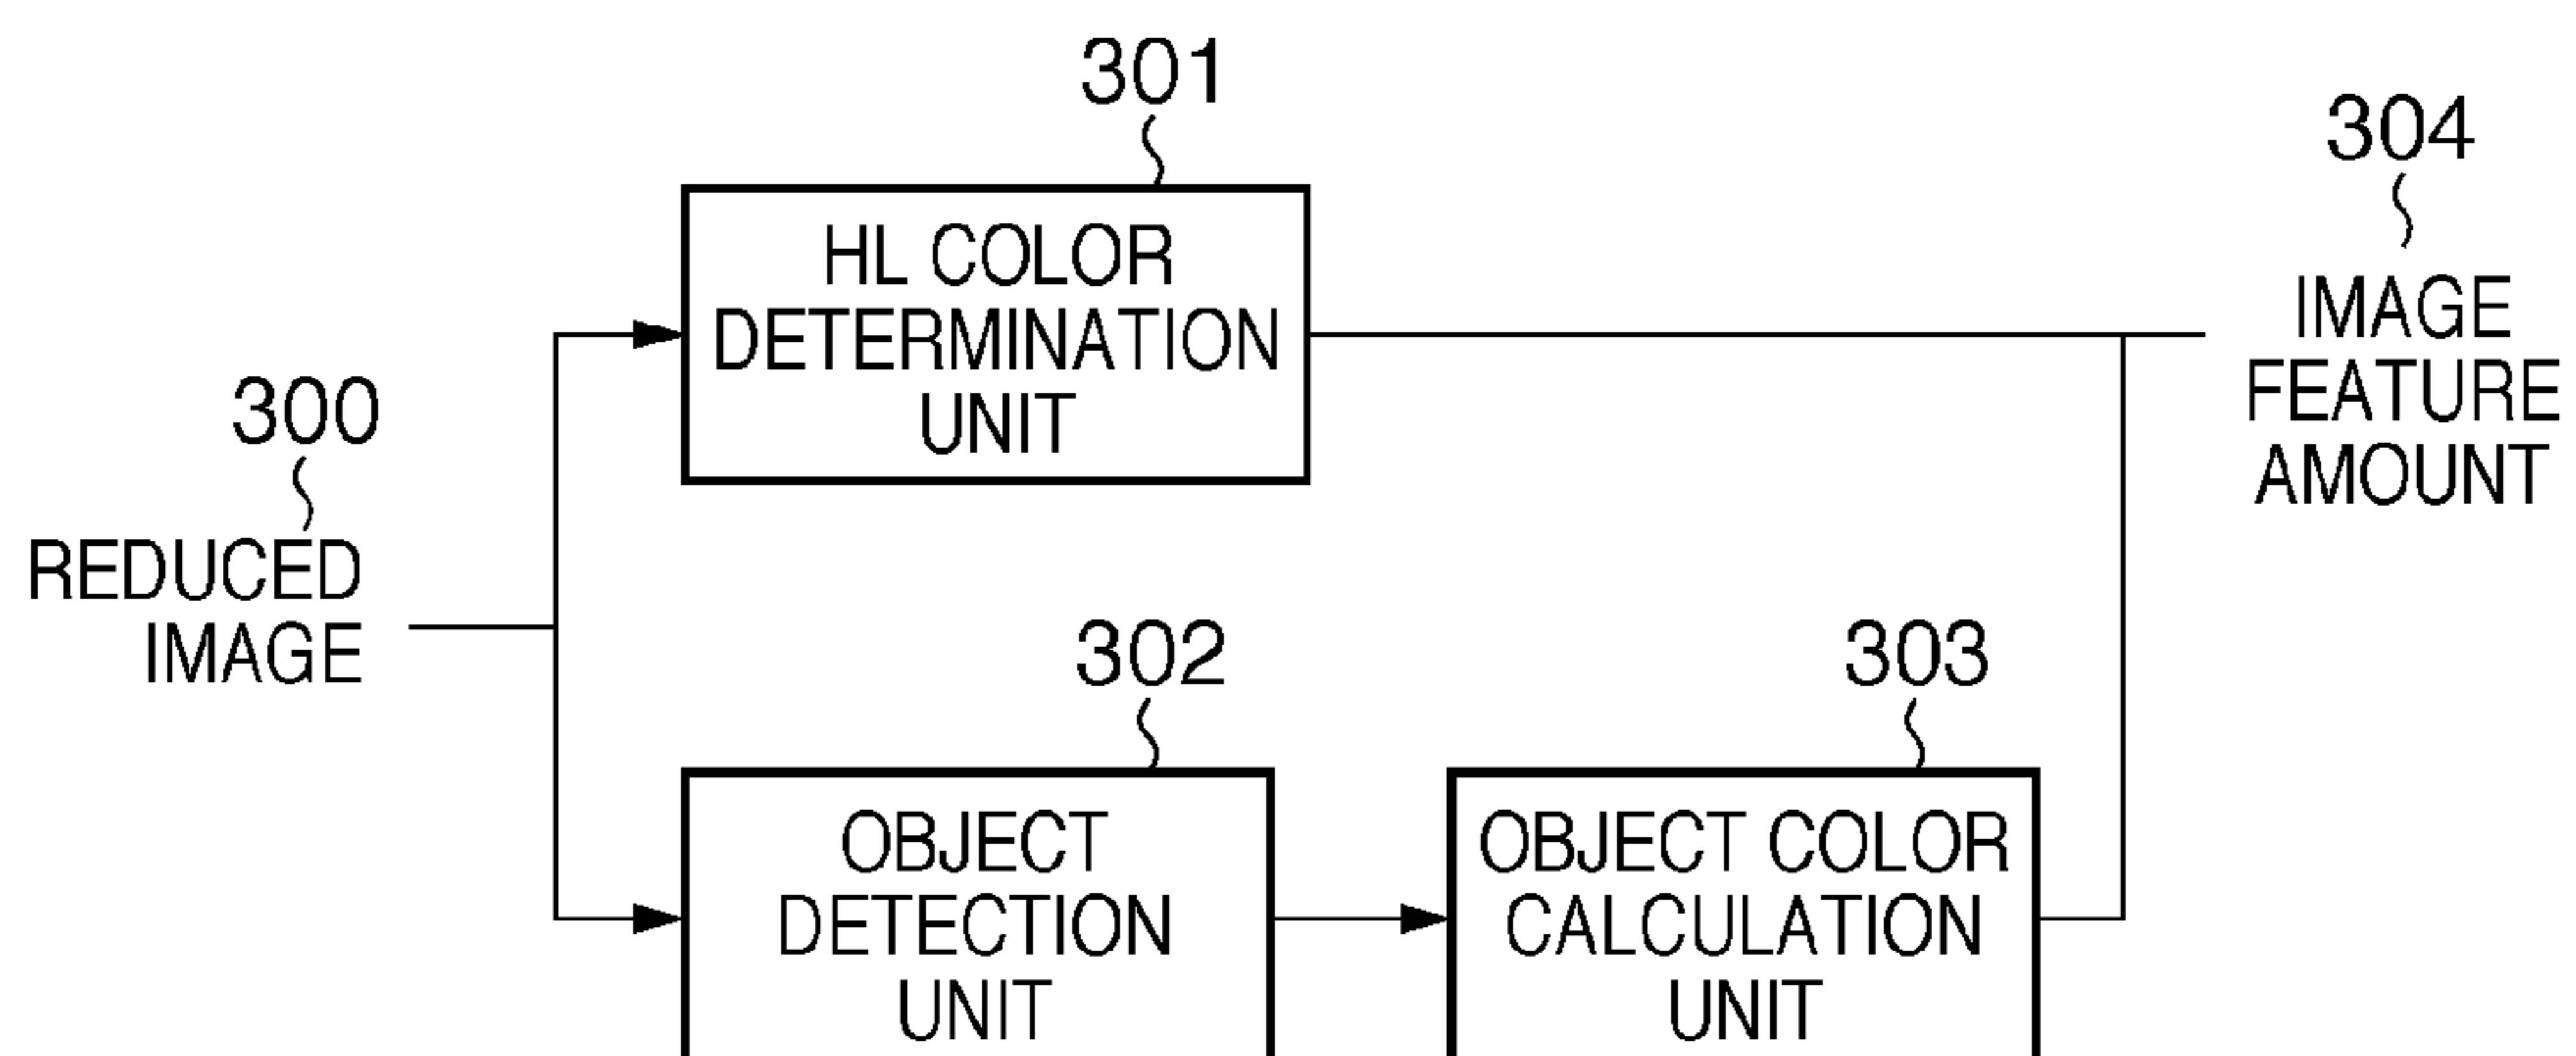 301
HL COLOR
DETERMINATION
UNIT
304
IMAGE
FEATURE
AMOUNT
300
REDUCED
IMAGE
302
OBJECT
DETECTION
UNIT
303
OBJECT COLOR
CALCULATION
UNIT